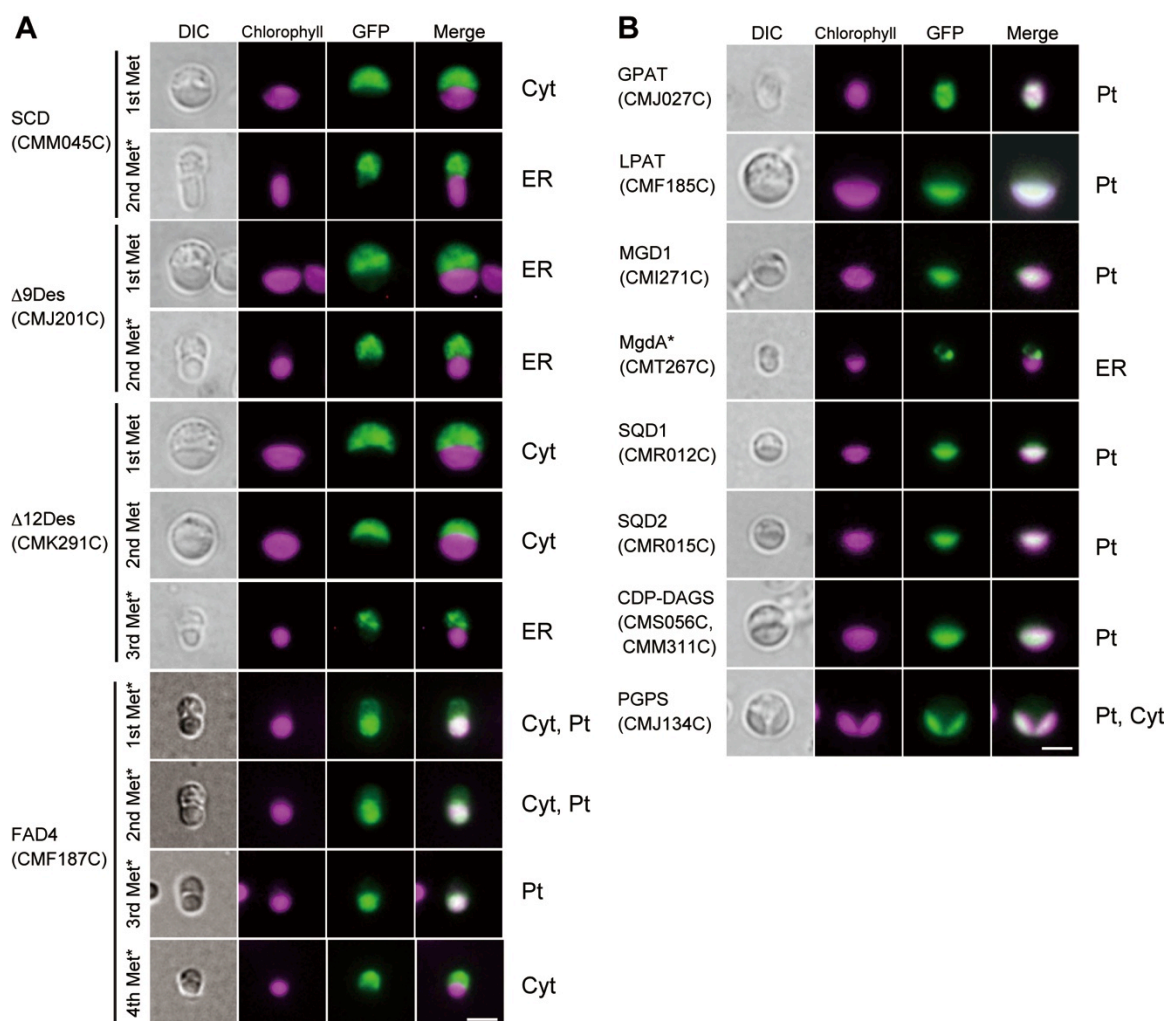 A
DIC Chlorophyll GFP Merge
SCD
(CMM045C)
1st Met
Cyt
2nd Met*
ER
Δ9Des
(CMJ201C)
1st Met
ER
2nd Met*
ER
Δ12Des
(CMK291C)
1st Met
Cyt
2nd Met
Cyt
3rd Met*
ER
FAD4
(CMF187C)
1st Met*
Cyt, Pt
2nd Met*
Cyt, Pt
3rd Met*
Pt
4th Met*
Cyt
B
DIC Chlorophyll GFP Merge
GPAT
(CMJ027C)
Pt
LPAT
(CMF185C)
Pt
MGD1
(CMI271C)
Pt
MgdA*
(CMT267C)
ER
SQD1
(CMR012C)
Pt
SQD2
(CMR015C)
Pt
CDP-DAGS
(CMS056C,
CMM311C)
Pt
PGPS
(CMJ134C)
Pt, Cyt